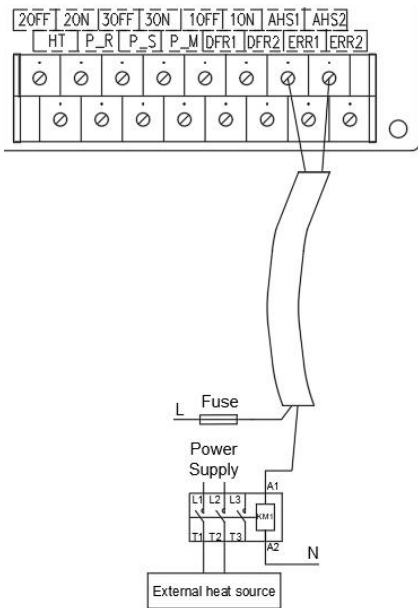 2OFF 2ON 3OFF 3ON 1OFF 1ON AHS1 AHS2
HT P_R P_S P_M DFR1 DFR2 ERR1 ERR2
L Fuse
Power
Supply
L1 L2 L3 A1
KM1
T1 T2 T3 A2 N
External heat source